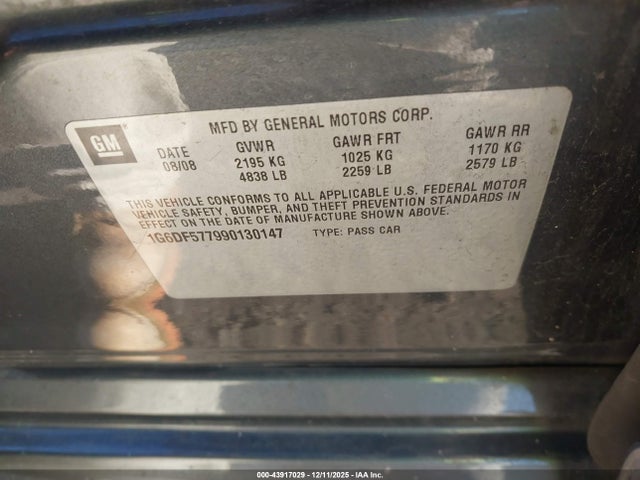 GM
MFD BY GENERAL MOTORS CORP.
DATE GVWR GAWR FRT GAWR RR
08/08 2195 KG 1025 KG 1170 KG
4838 LB 2259 LB 2579 LB
THIS VEHICLE CONFORMS TO ALL APPLICABLE U.S. FEDERAL MOTOR
VEHICLE SAFETY, BUMPER, AND THEFT PREVENTION STANDARDS IN
EFFECT ON THE DATE OF MANUFACTURE SHOWN ABOVE.
1G6DF577990130147 TYPE: PASS CAR
000-43917029 - 12/11/2025 - IAA Inc.